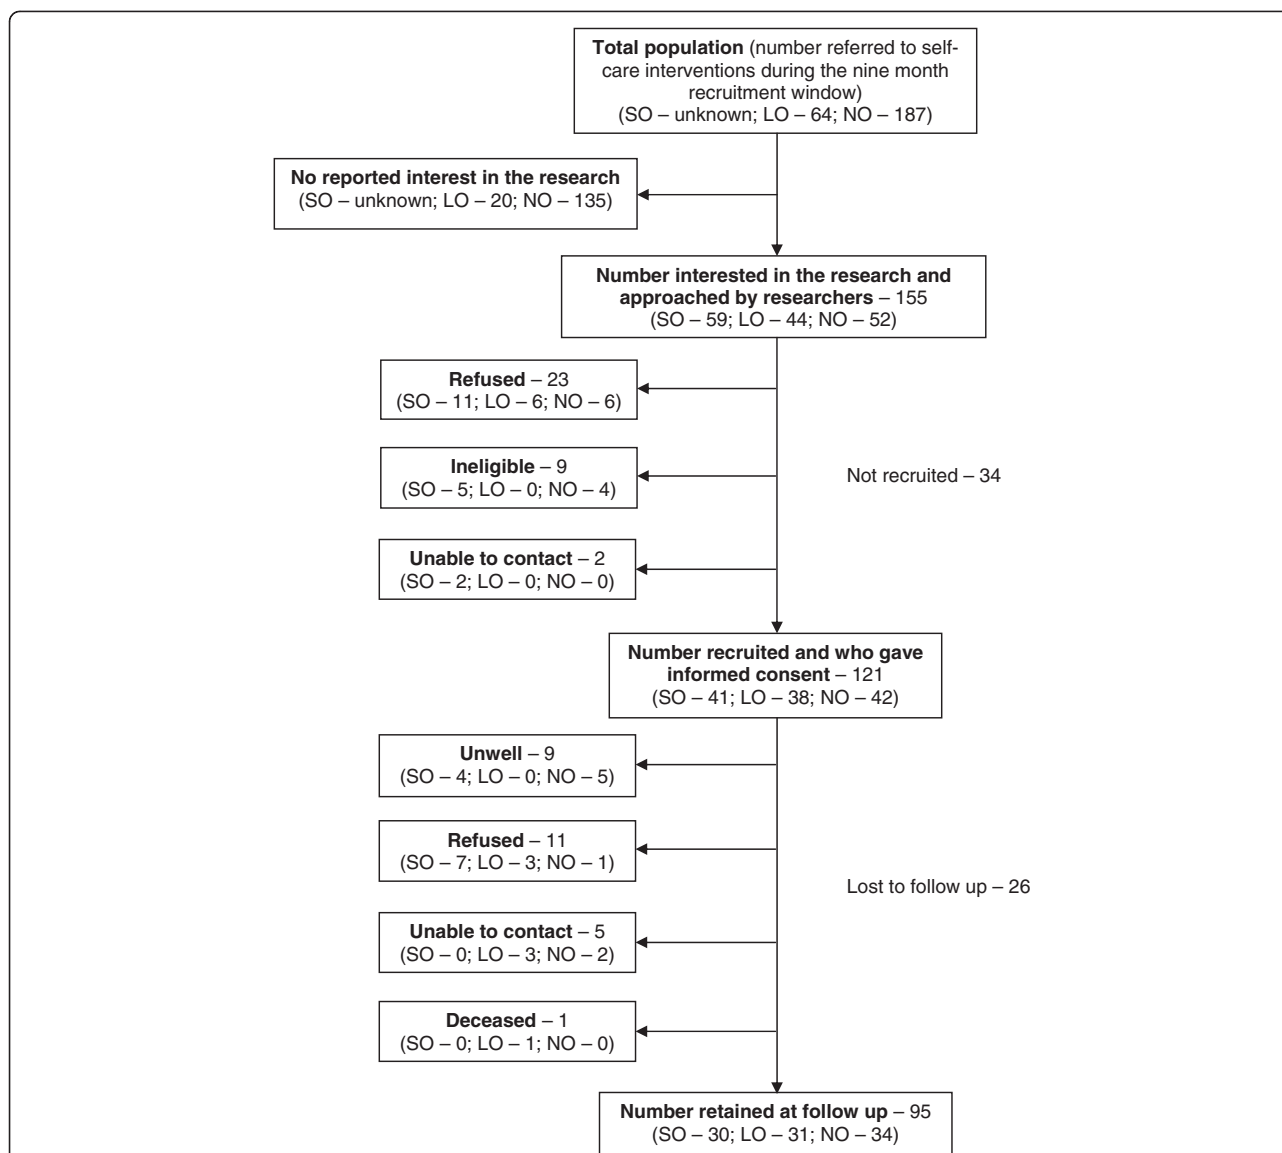 Total population (number referred to self-
care interventions during the nine month
recruitment window)
(SO – unknown; LO – 64; NO – 187)
No reported interest in the research
(SO – unknown; LO – 20; NO – 135)
Number interested in the research and
approached by researchers – 155
(SO – 59; LO – 44; NO – 52)
Refused – 23
(SO – 11; LO – 6; NO – 6)
Ineligible – 9
(SO – 5; LO – 0; NO – 4)
Not recruited – 34
Unable to contact – 2
(SO – 2; LO – 0; NO – 0)
Number recruited and who gave
informed consent – 121
(SO – 41; LO – 38; NO – 42)
Unwell – 9
(SO – 4; LO – 0; NO – 5)
Refused – 11
(SO – 7; LO – 3; NO – 1)
Lost to follow up – 26
Unable to contact – 5
(SO – 0; LO – 3; NO – 2)
Deceased – 1
(SO – 0; LO – 1; NO – 0)
Number retained at follow up – 95
(SO – 30; LO – 31; NO – 34)